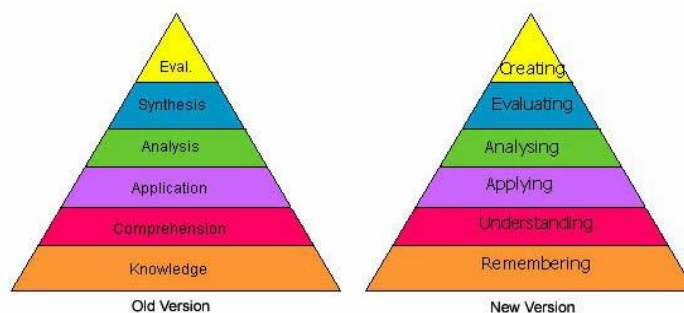 Eval.
Synthesis
Analysis
Application
Comprehension
Knowledge
Old Version
Creating
Evaluating
Analysing
Applying
Understanding
Remembering
New Version